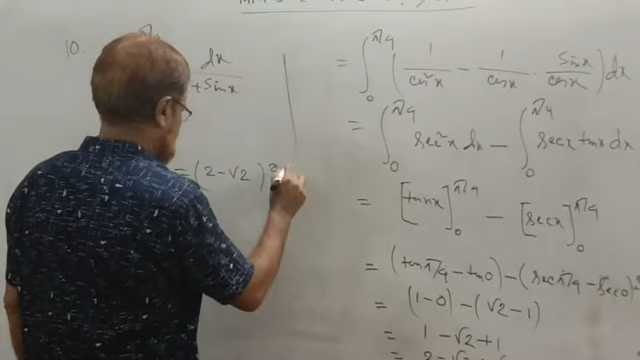 10.
dx
+sinx
= (2-√2)
= ∫₀^π/4 (1/cos²x - 1/cosx · sinx/cosx) dx
= ∫₀^π/4 sec²x dx - ∫₀^π/4 secx tanx dx
= [tanx]₀^π/4 - [secx]₀^π/4
= (tanπ/4 - tan0) - (secπ/4 - sec0)
= (1-0) - (√2-1)
= 1 - √2 + 1